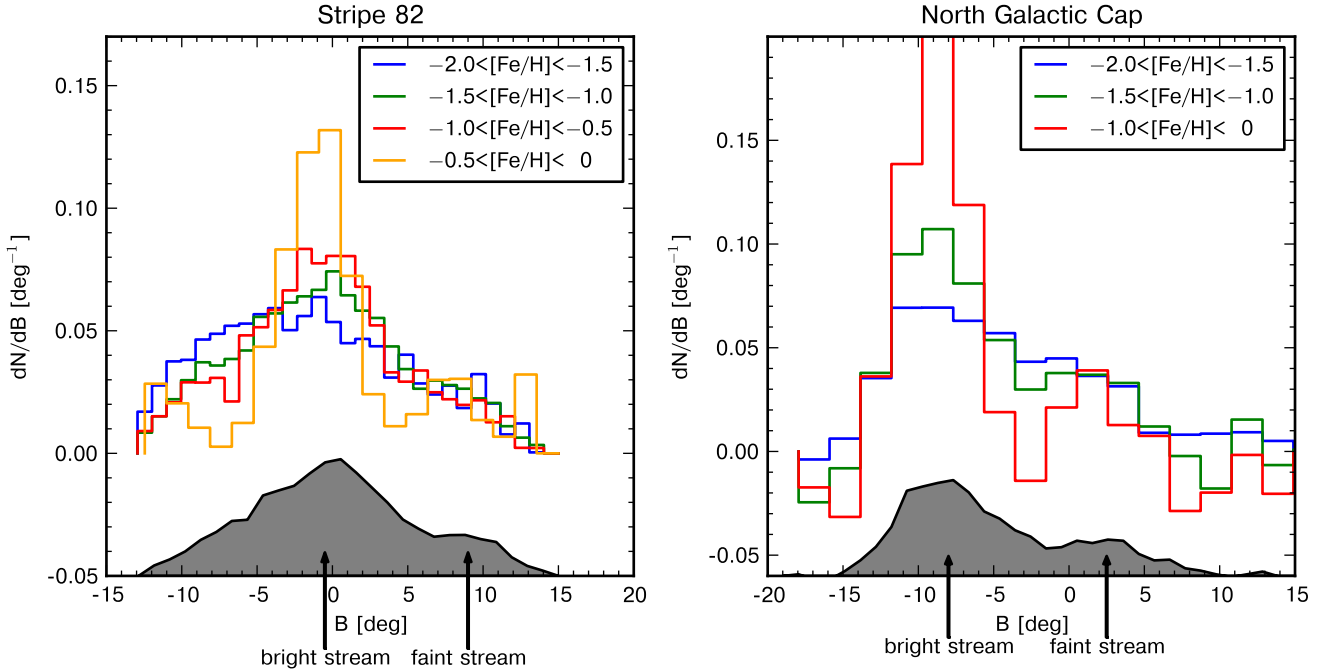 Stripe 82
North Galactic Cap
−2.0<[Fe/H]<−1.5
−1.5<[Fe/H]<−1.0
−1.0<[Fe/H]<−0.5
−0.5<[Fe/H]< 0
−2.0<[Fe/H]<−1.5
−1.5<[Fe/H]<−1.0
−1.0<[Fe/H]< 0
0.15
0.10
0.05
0.00
-0.05
dN/dB [deg⁻¹]
-15 -10 -5 0 5 10 15 20
B [deg]
bright stream
faint stream
0.15
0.10
0.05
0.00
-0.05
dN/dB [deg⁻¹]
-20 -15 -10 -5 0 5 10 15
B [deg]
bright stream
faint stream